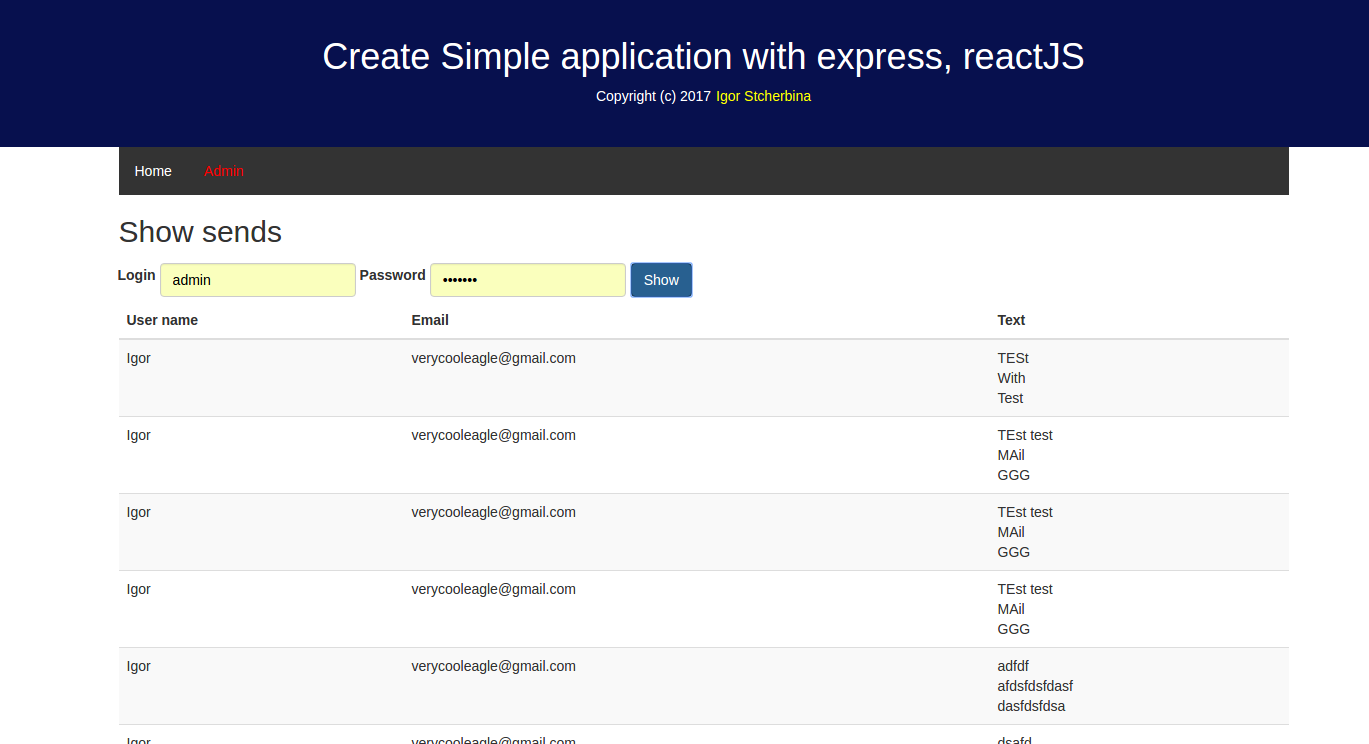 Create Simple application with express, reactJS
Copyright (c) 2017 Igor Stcherbina
Home Admin
Show sends
Login admin Password ••••••• Show
User name Email Text
Igor verycooleagle@gmail.com TESt
With
Test
Igor verycooleagle@gmail.com TEst test
MAil
GGG
Igor verycooleagle@gmail.com TEst test
MAil
GGG
Igor verycooleagle@gmail.com TEst test
MAil
GGG
Igor verycooleagle@gmail.com adfdf
afdsfdsfdasf
dasfdsfdsa
Igor verycooleagle@gmail.com dsafd